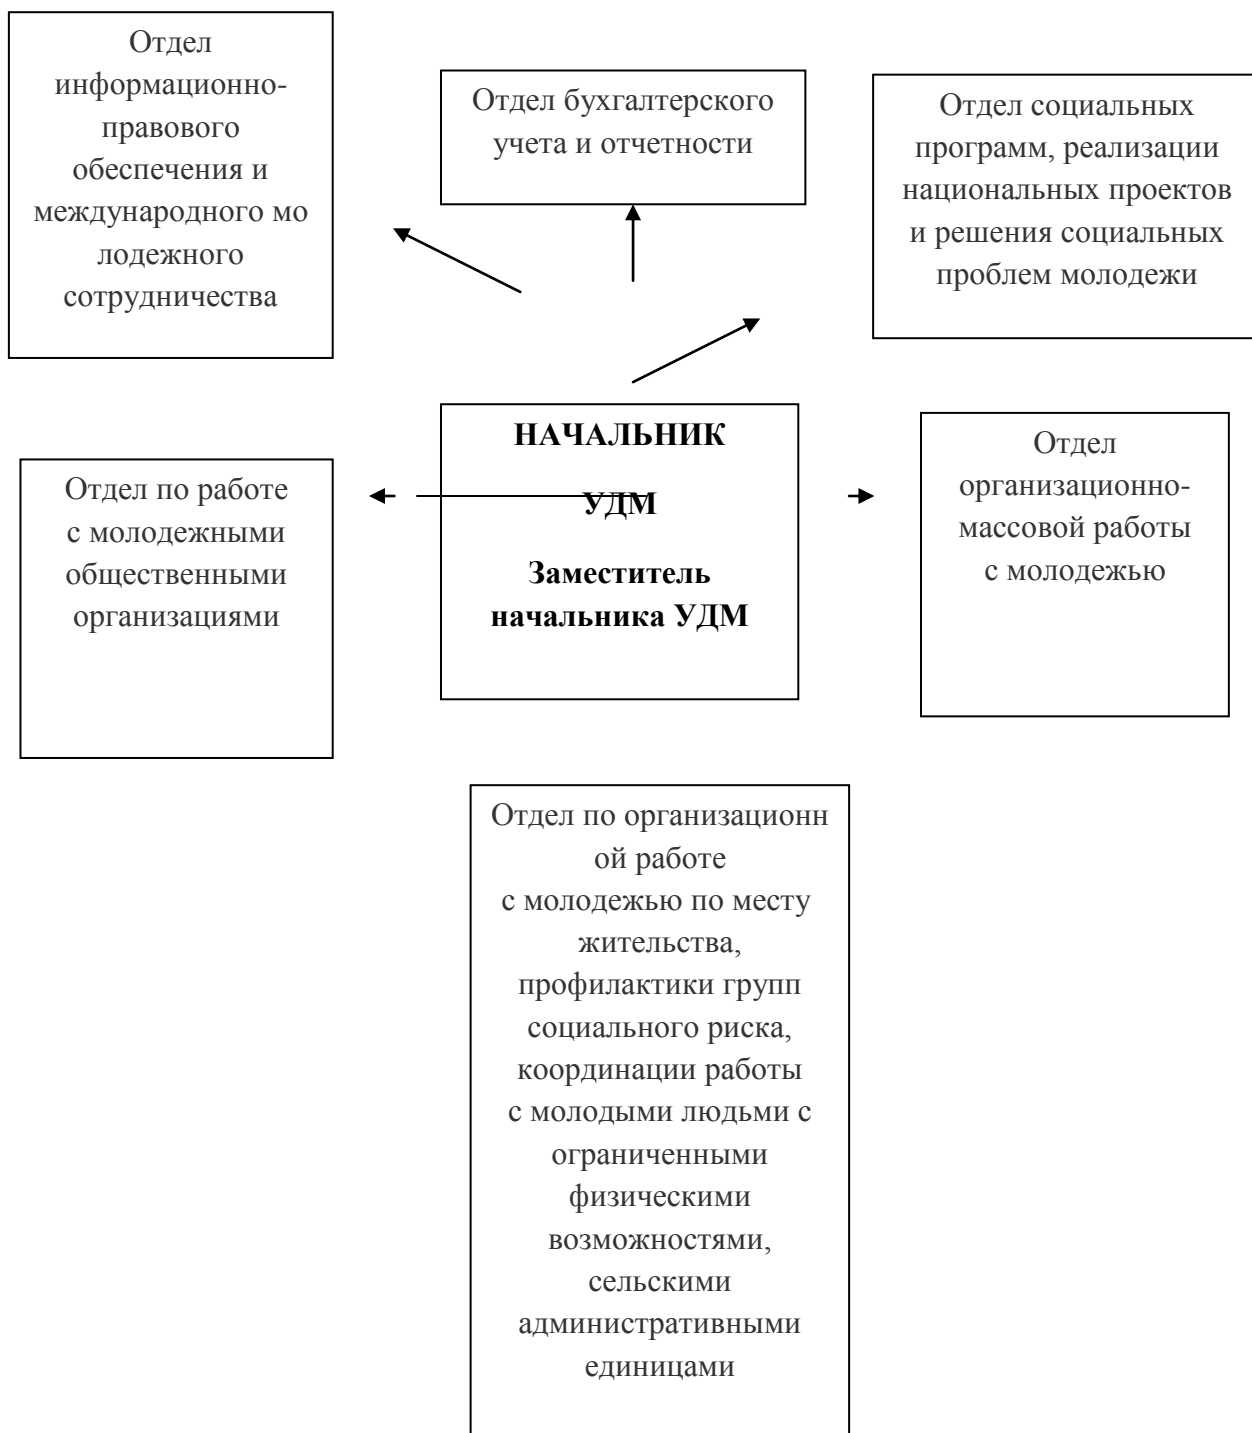 Отдел
информационно-
правового
обеспечения и
международного мо
лодежного
сотрудничества
Отдел бухгалтерского
учета и отчетности
Отдел социальных
программ, реализации
национальных проектов
и решения социальных
проблем молодежи
Отдел по работе
с молодежными
общественными
организациями
НАЧАЛЬНИК
УДМ
Заместитель
начальника УДМ
Отдел
организационно-
массовой работы
с молодежью
Отдел по организационн
ой работе
с молодежью по месту
жительства,
профилактики групп
социального риска,
координации работы
с молодыми людьми с
ограниченными
физическими
возможностями,
сельскими
административными
единицами